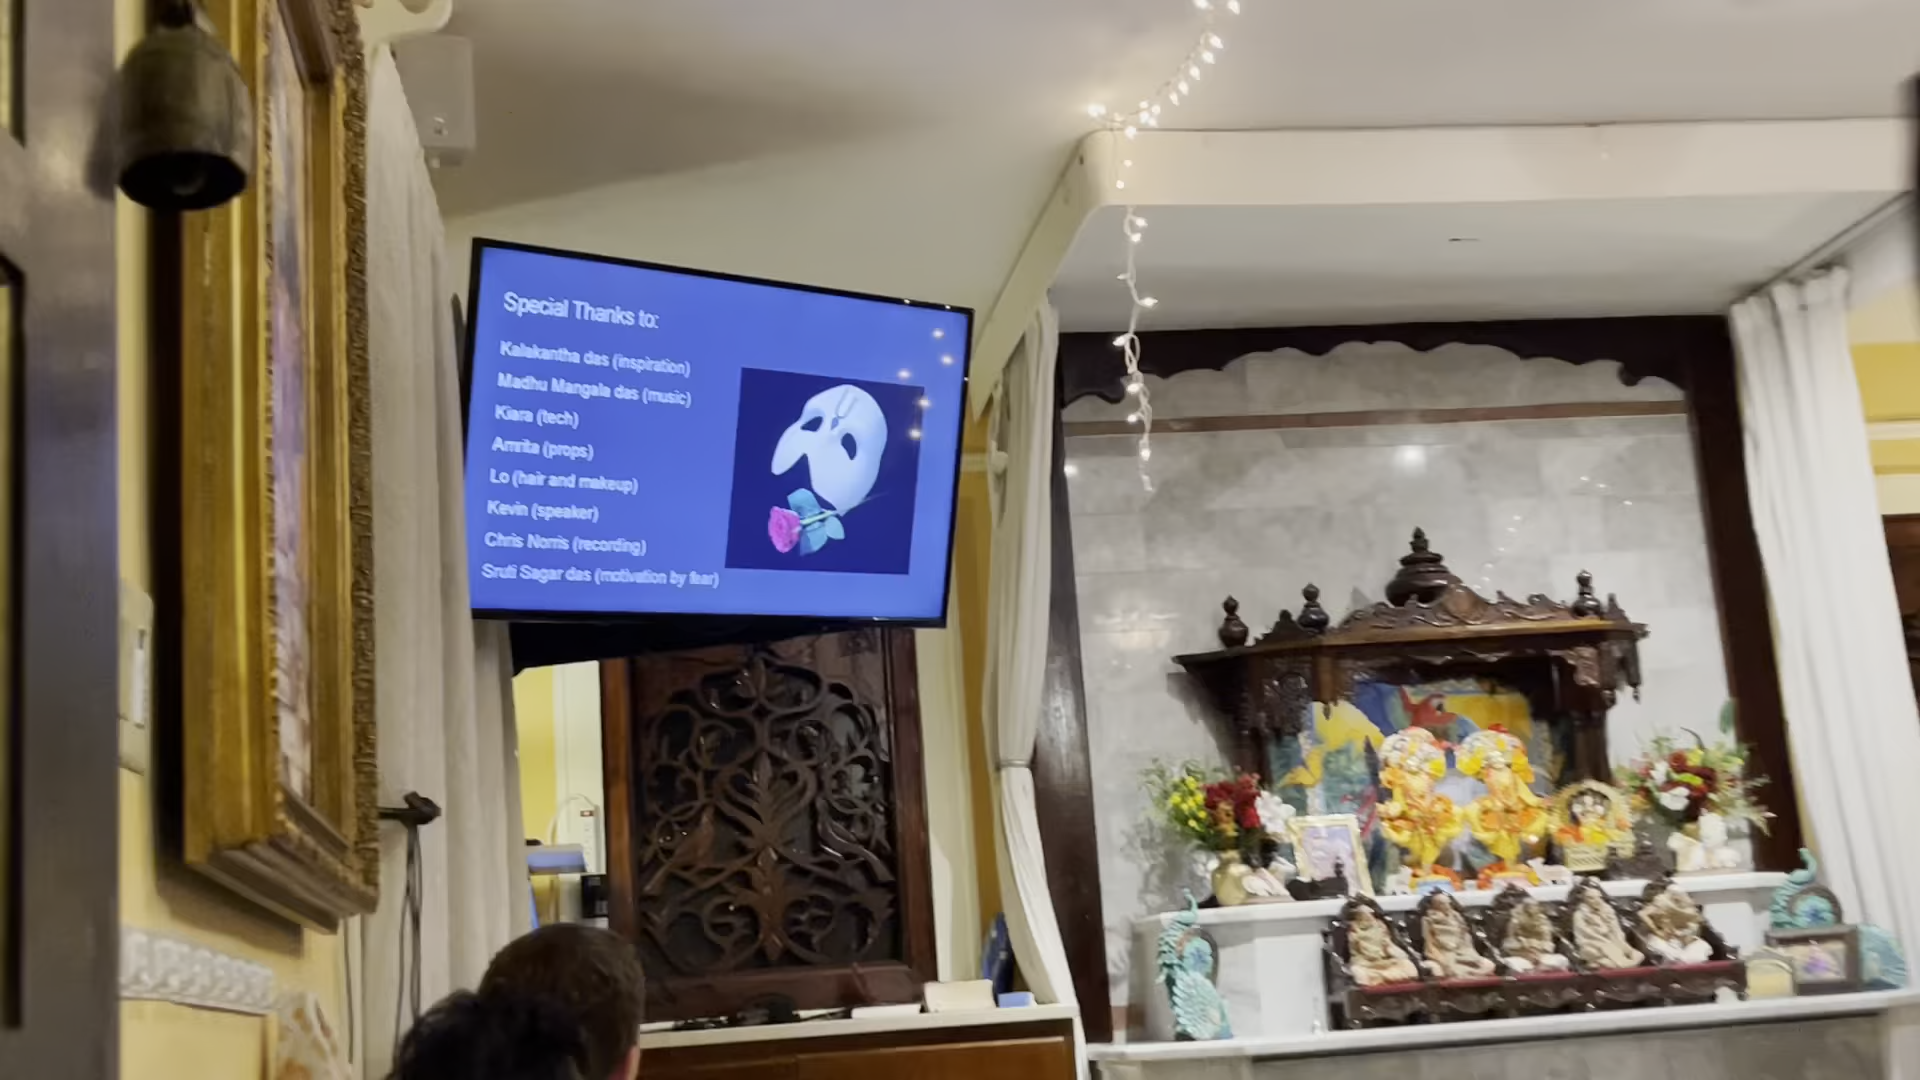 Special Thanks to:
Kalakantha das (inspiration)
Madhu Mangala das (music)
Kiara (tech)
Amrita (props)
Lo (hair and makeup)
Kevin (speaker)
Chris Norris (recording)
Sruti Sagar das (motivation by fear)